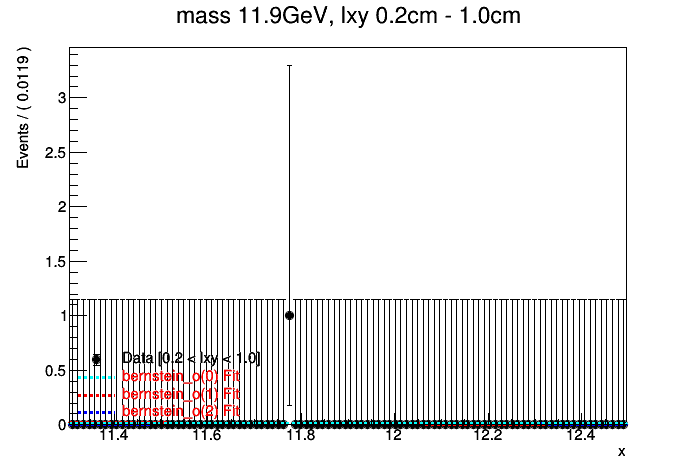 mass 11.9GeV, lxy 0.2cm - 1.0cm
Events / ( 0.0119 )
3
2.5
2
1.5
1
0.5
0
Data [0.2 < lxy < 1.0]
bernstein_o(0) Fit
bernstein_o(1) Fit
bernstein_o(2) Fit
11.4 11.6 11.8 12 12.2 12.4
x